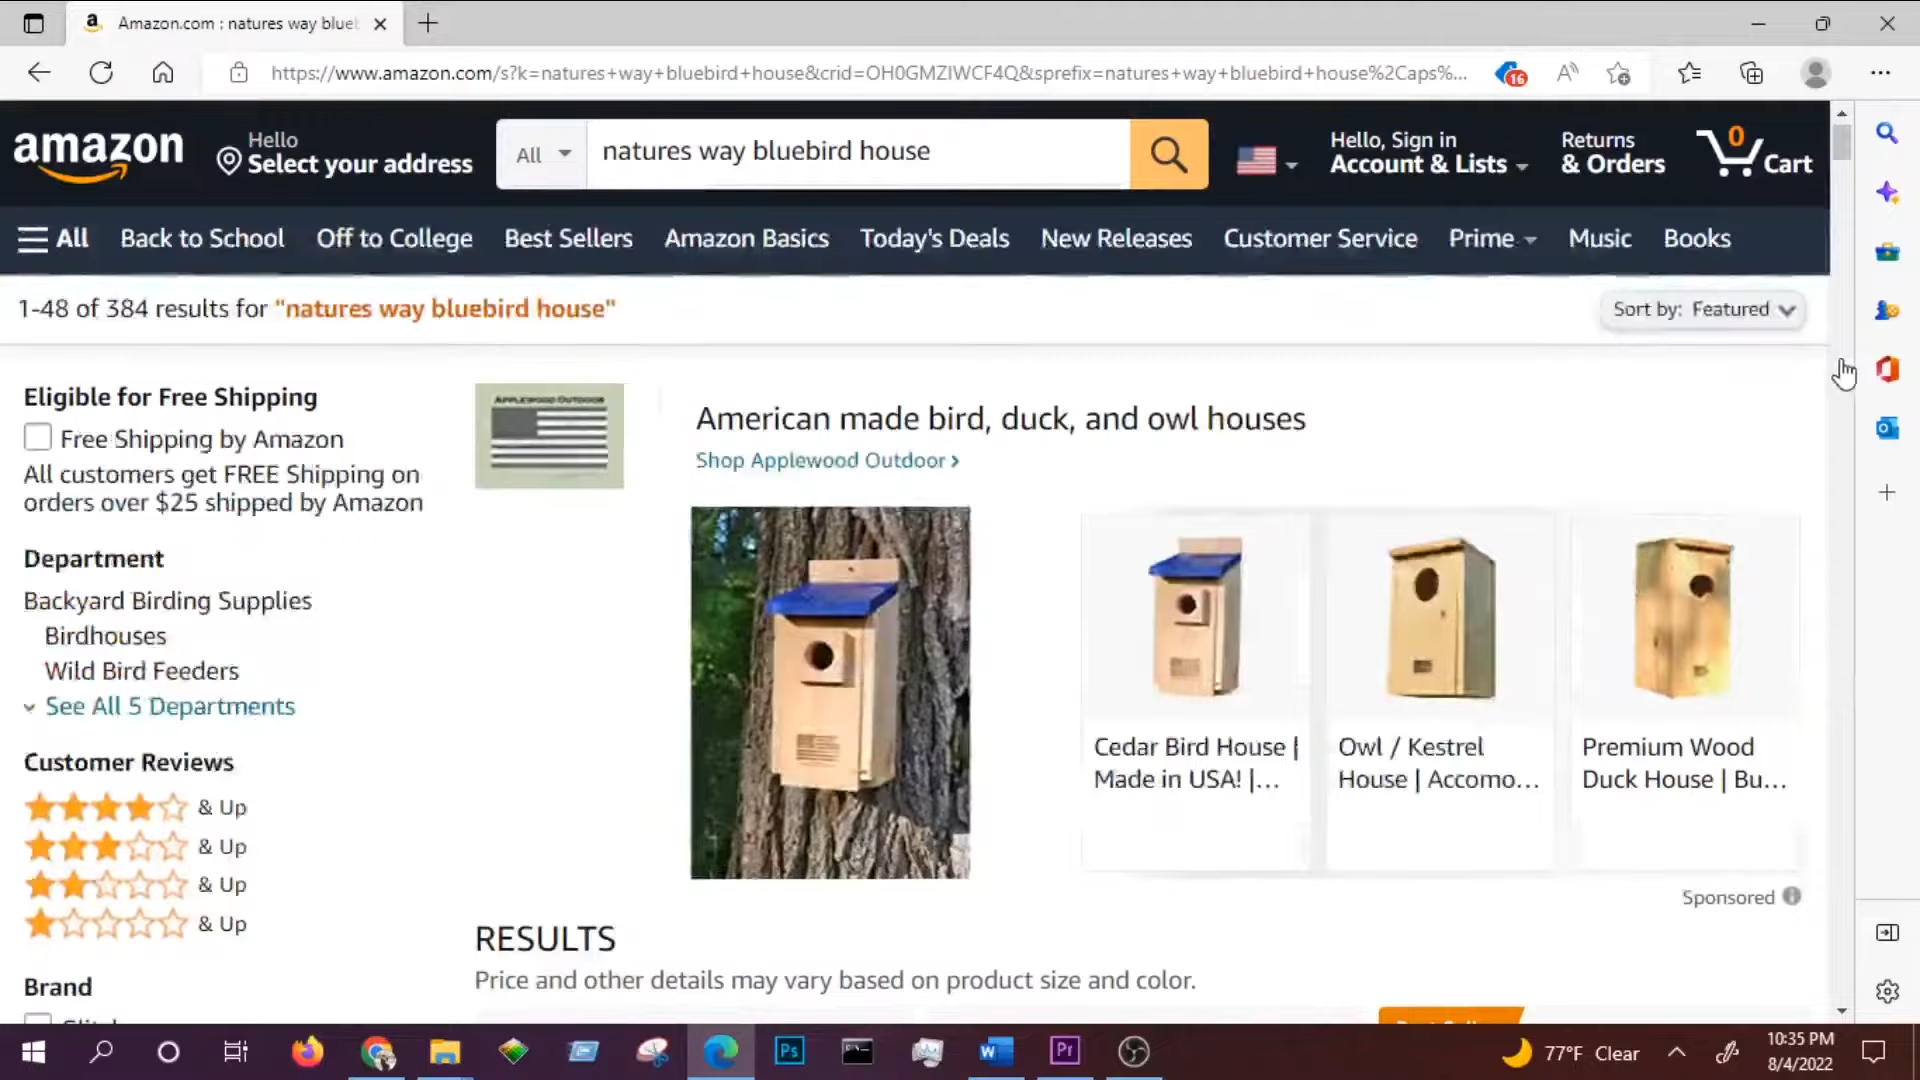 Amazon.com : natures way blueb
https://www.amazon.com/s?k=natures+way+bluebird+house&crid=OH0GMZIWCF4Q&sprefix=natures+way+bluebird+house%2Caps%...
16
amazon
Hello
Select your address
All
natures way bluebird house
Hello, Sign in
Account & Lists
Returns
& Orders
0
Cart
All
Back to School
Off to College
Best Sellers
Amazon Basics
Today's Deals
New Releases
Customer Service
Prime
Music
Books
1-48 of 384 results for "natures way bluebird house"
Sort by: Featured
Eligible for Free Shipping
Free Shipping by Amazon
All customers get FREE Shipping on
orders over $25 shipped by Amazon
Department
Backyard Birding Supplies
Birdhouses
Wild Bird Feeders
See All 5 Departments
Customer Reviews
& Up
& Up
& Up
& Up
Brand
APPLEWOOD OUTDOOR
American made bird, duck, and owl houses
Shop Applewood Outdoor ›
Cedar Bird House |
Made in USA! |...
Owl / Kestrel
House | Accomo...
Premium Wood
Duck House | Bu...
Sponsored
RESULTS
Price and other details may vary based on product size and color.
Ps
W
Pr
77°F Clear
10:35 PM
8/4/2022